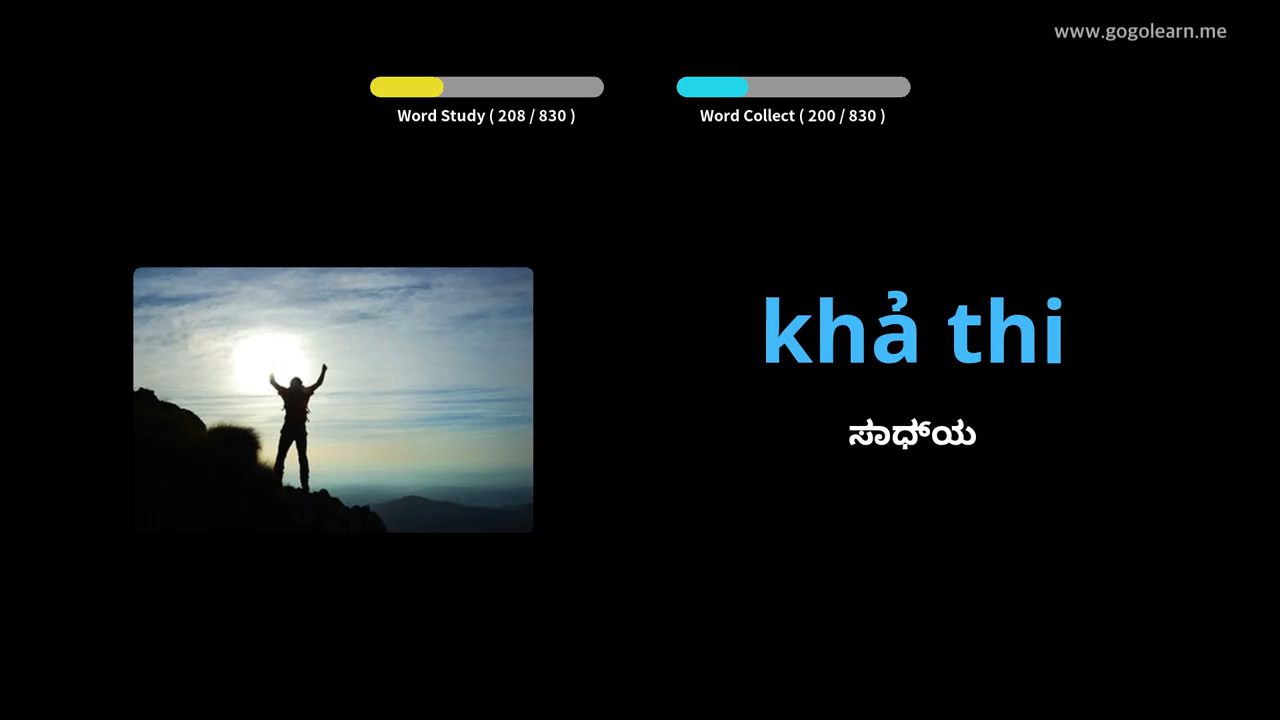 www.gogolearn.me
Word Study ( 208 / 830 )
Word Collect ( 200 / 830 )
khả thi
ಸಾಧ್ಯ